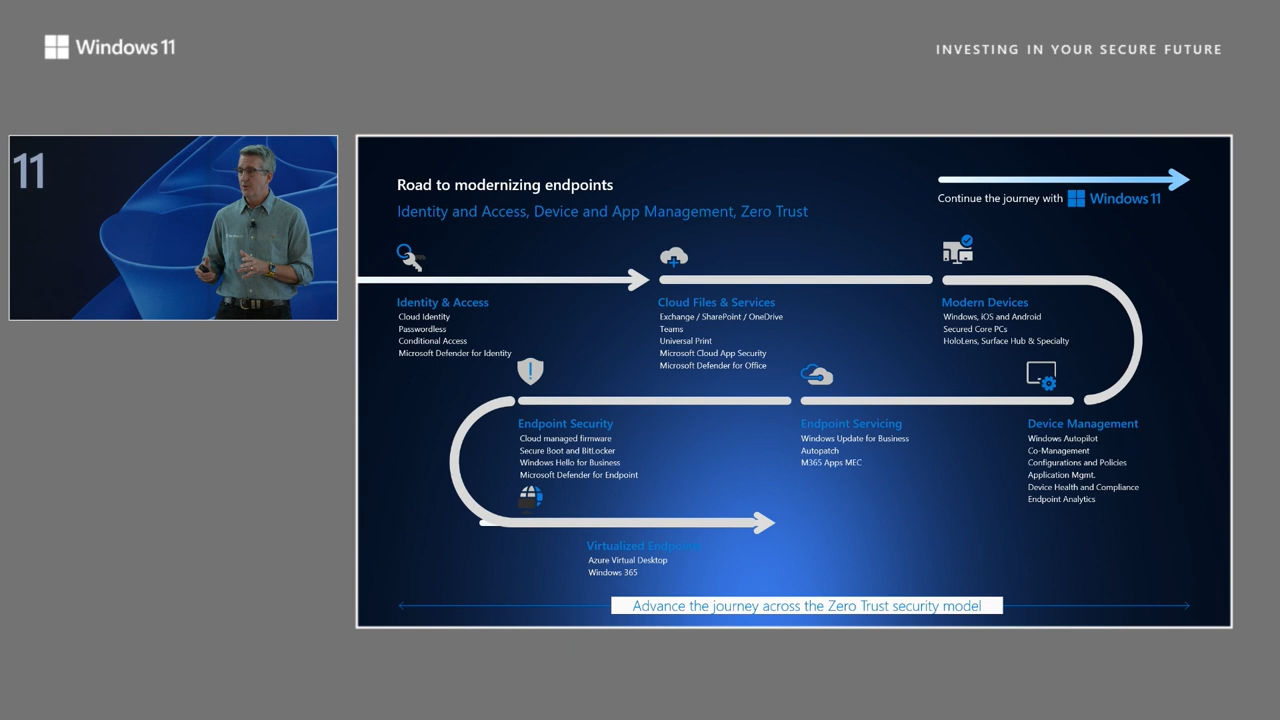 Windows 11
INVESTING IN YOUR SECURE FUTURE
11
Road to modernizing endpoints
Identity and Access, Device and App Management, Zero Trust
Continue the journey with Windows 11
Identity & Access
Cloud Identity
Passwordless
Conditional Access
Microsoft Defender for Identity
Cloud Files & Services
Exchange / SharePoint / OneDrive
Teams
Universal Print
Microsoft Cloud App Security
Microsoft Defender for Office
Modern Devices
Windows, iOS and Android
Secured Core PCs
HoloLens, Surface Hub & Specialty
Device Management
Windows Autopilot
Co-Management
Configurations and Policies
Application Mgmt.
Device Health and Compliance
Endpoint Analytics
Endpoint Servicing
Windows Update for Business
Autopatch
M365 Apps MEC
Endpoint Security
Cloud managed firmware
Secure Boot and BitLocker
Windows Hello for Business
Microsoft Defender for Endpoint
Virtualized Endpoints
Azure Virtual Desktop
Windows 365
Advance the journey across the Zero Trust security model